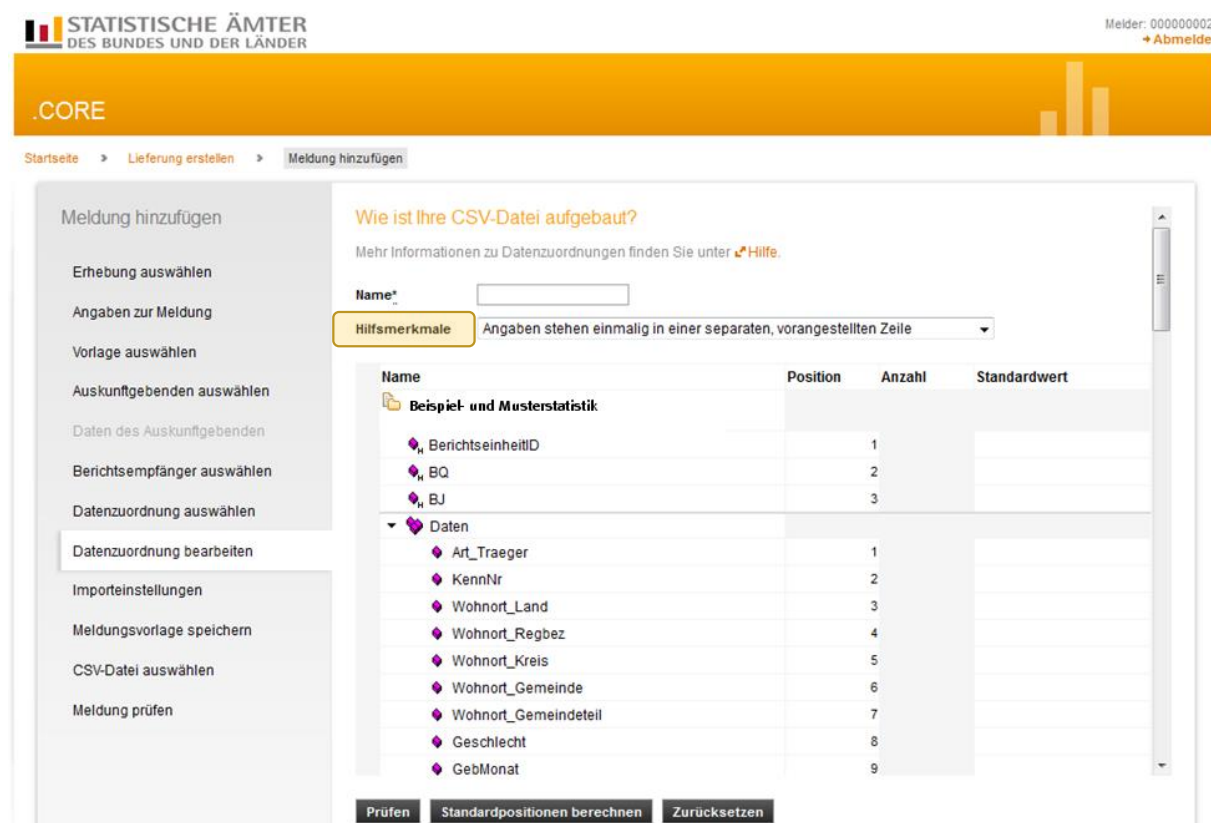 STATISTISCHE ÄMTER
DES BUNDES UND DER LÄNDER
Melder: 000000002
Abmelde
.CORE
Startseite > Lieferung erstellen > Meldung hinzufügen
Meldung hinzufügen
Erhebung auswählen
Angaben zur Meldung
Vorlage auswählen
Auskunftgebenden auswählen
Daten des Auskunftgebenden
Berichtsempfänger auswählen
Datenzuordnung auswählen
Datenzuordnung bearbeiten
Importeinstellungen
Meldungsvorlage speichern
CSV-Datei auswählen
Meldung prüfen
Wie ist Ihre CSV-Datei aufgebaut?
Mehr Informationen zu Datenzuordnungen finden Sie unter Hilfe.
Name*
Hilfsmerkmale Angaben stehen einmalig in einer separaten, vorangestellten Zeile
Name Position Anzahl Standardwert
Beispiel- und Musterstatistik
H BerichtseinheitID 1
H BQ 2
H BJ 3
Daten
Art_Traeger 1
KennNr 2
Wohnort_Land 3
Wohnort_Regbez 4
Wohnort_Kreis 5
Wohnort_Gemeinde 6
Wohnort_Gemeindeteil 7
Geschlecht 8
GebMonat 9
Prüfen Standardpositionen berechnen Zurücksetzen